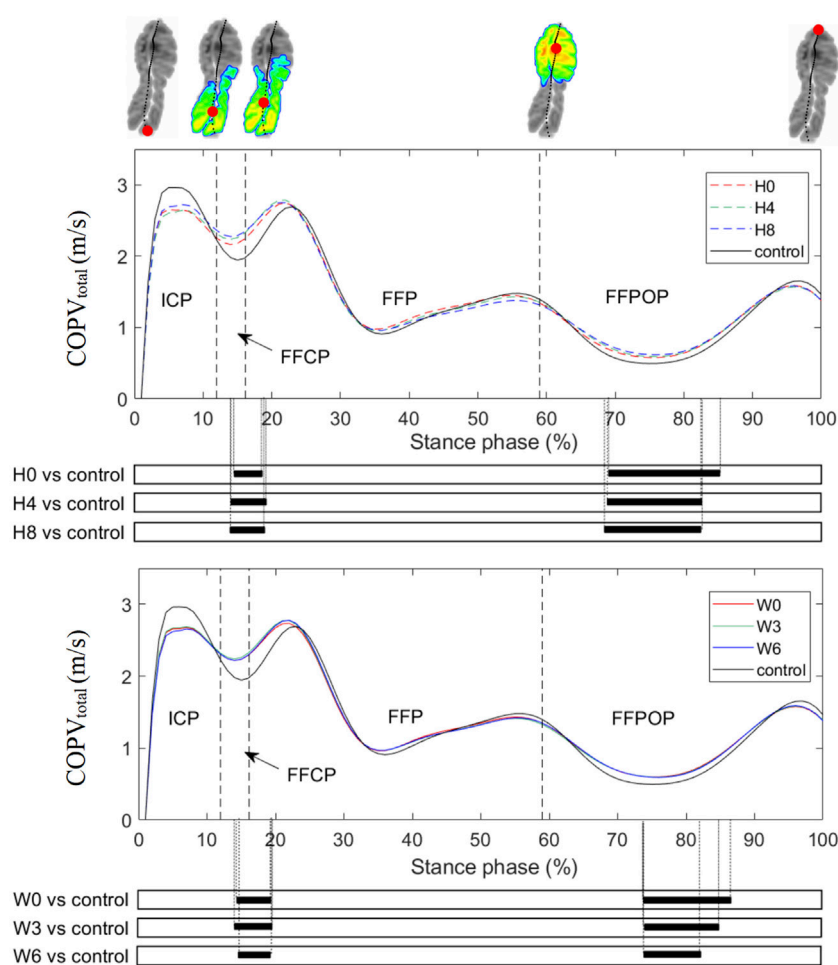 3
2
1
0
COPVtotal (m/s)
ICP
FFCP
FFP
FFPOP
H0
H4
H8
control
0 10 20 30 40 50 60 70 80 90 100
Stance phase (%)
H0 vs control
H4 vs control
H8 vs control
3
2
1
0
COPVtotal (m/s)
ICP
FFCP
FFP
FFPOP
W0
W3
W6
control
0 10 20 30 40 50 60 70 80 90 100
Stance phase (%)
W0 vs control
W3 vs control
W6 vs control